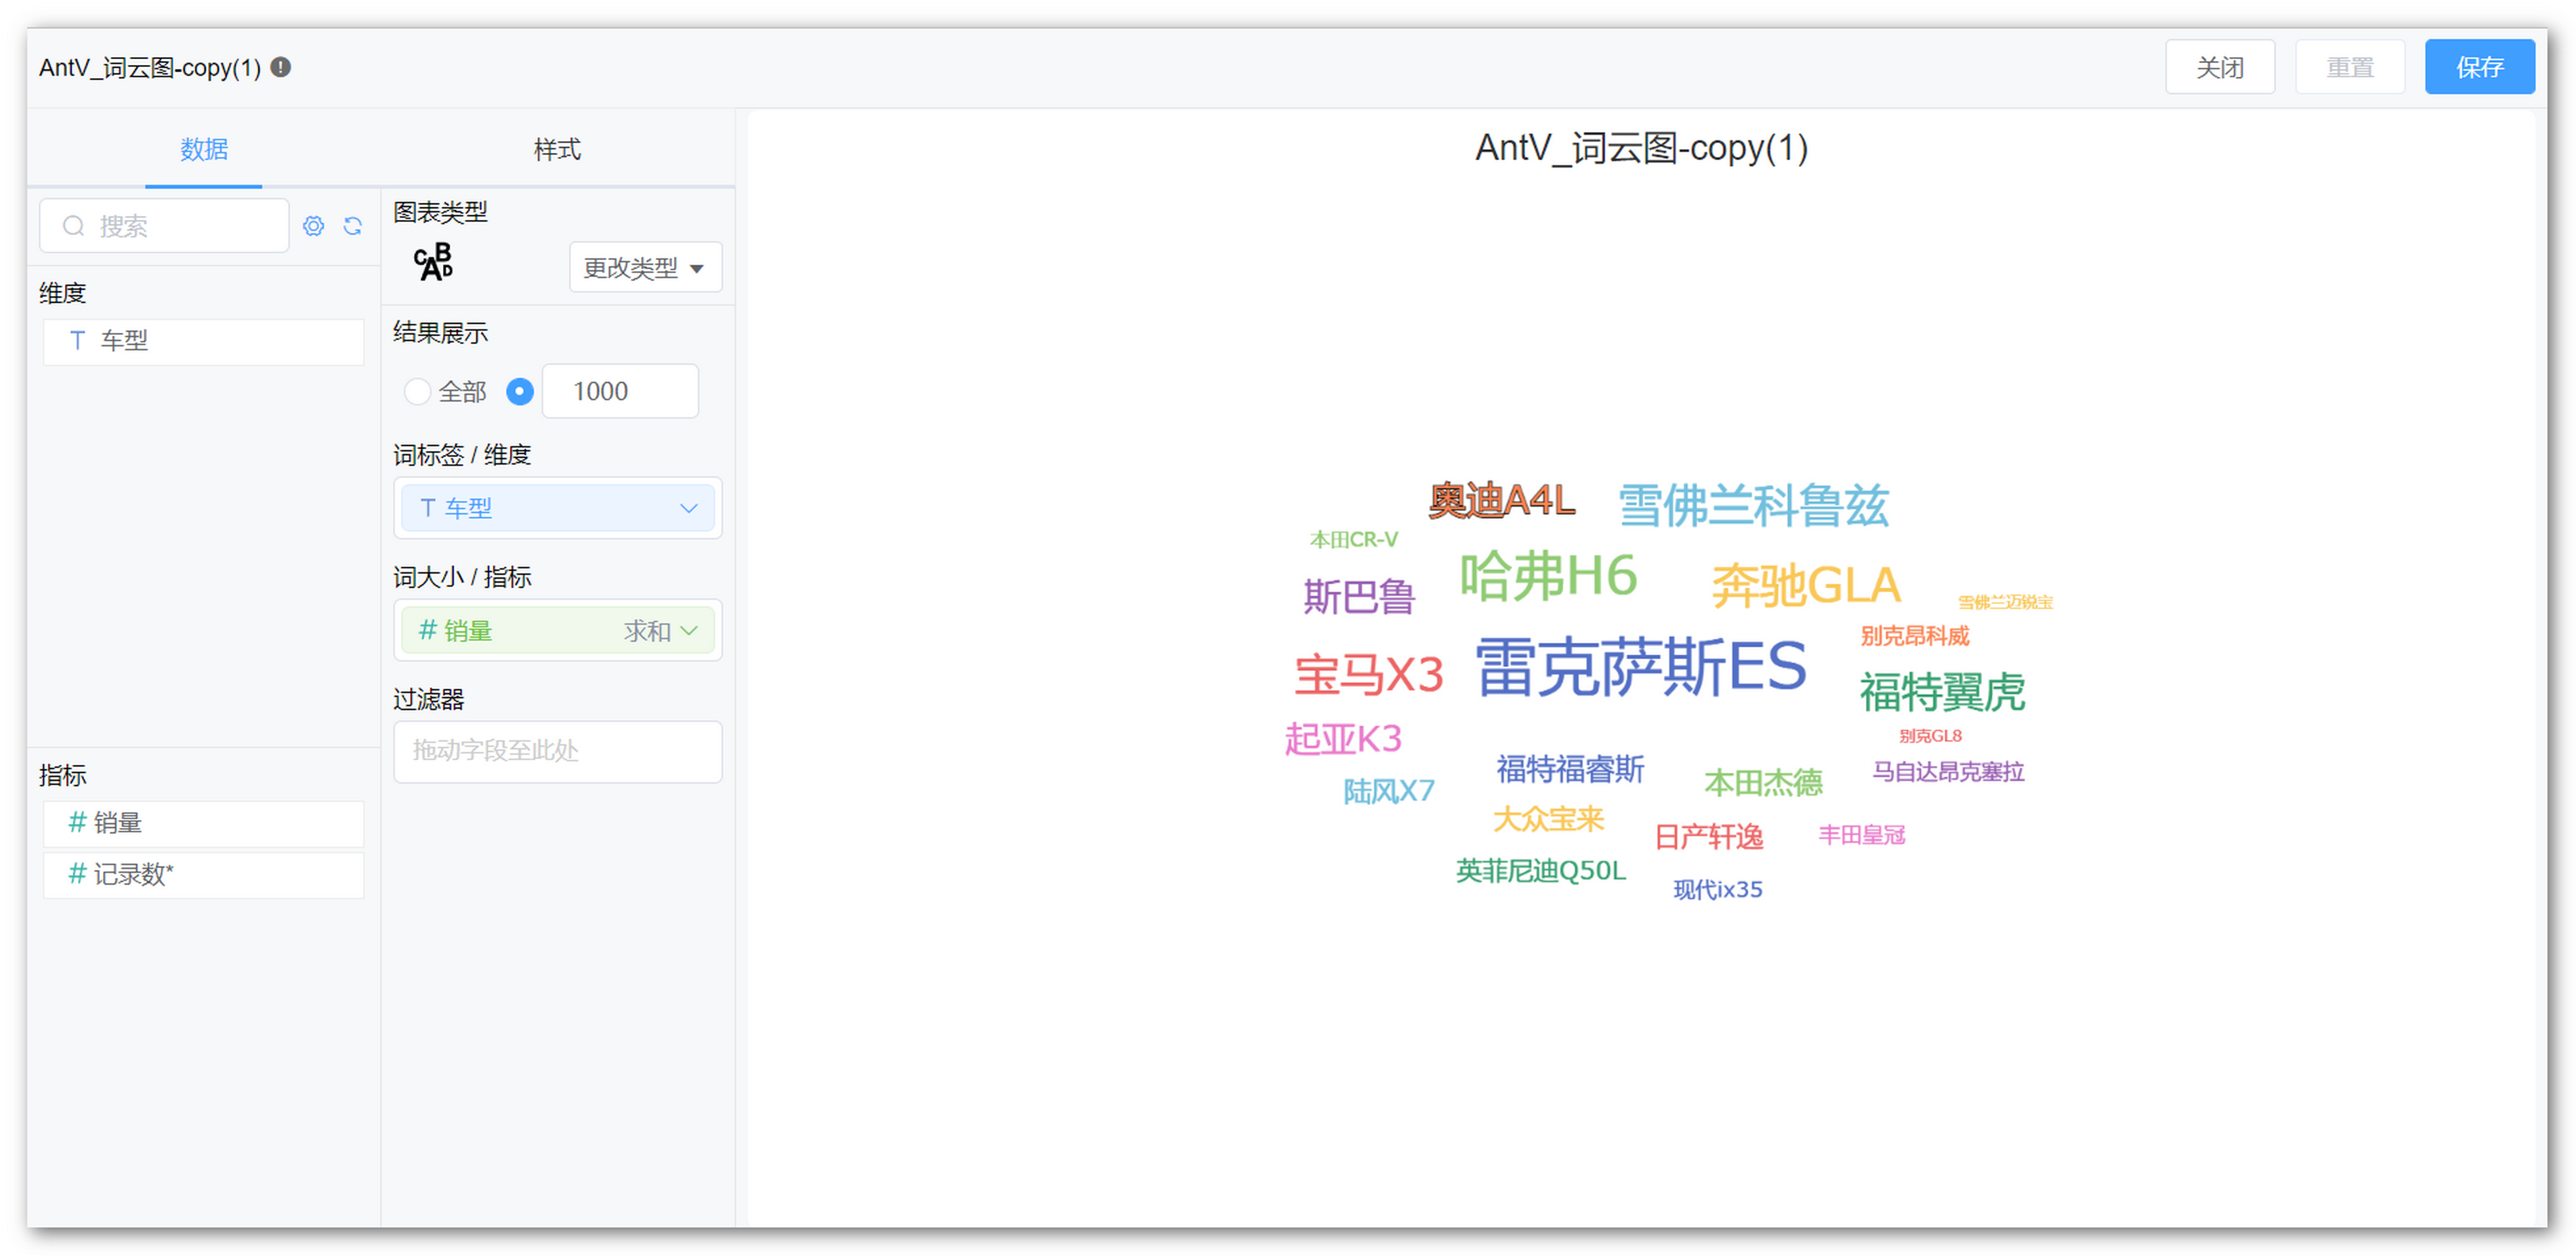 AntV_词云图-copy(1)
关闭
重置
保存
数据
样式
搜索
维度
T 车型
指标
# 销量
# 记录数*
图表类型
C B A D
更改类型
结果展示
全部
1000
词标签 / 维度
T 车型
词大小 / 指标
# 销量 求和
过滤器
拖动字段至此处
AntV_词云图-copy(1)
奥迪A4L
雪佛兰科鲁兹
本田CR-V
哈弗H6
奔驰GLA
斯巴鲁
雪佛兰迈锐宝
别克昂科威
宝马X3
雷克萨斯ES
福特翼虎
起亚K3
别克GL8
福特福睿斯
本田杰德
马自达昂克塞拉
陆风X7
大众宝来
日产轩逸
丰田皇冠
英菲尼迪Q50L
现代ix35